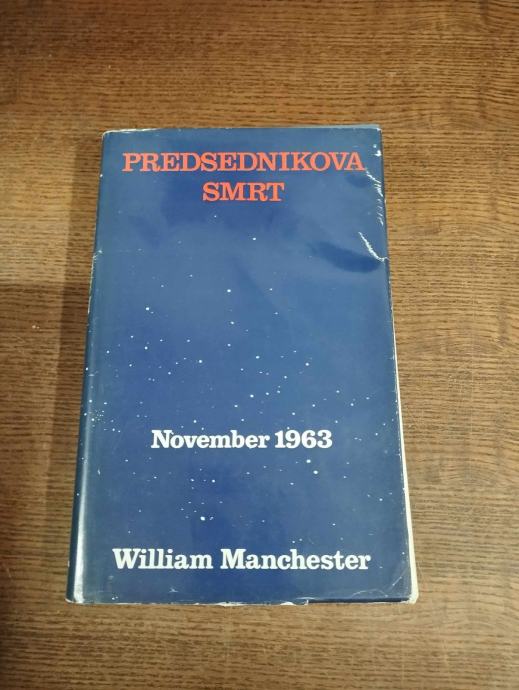 PREDSEDNIKOVA
SMRT
November 1963
William Manchester